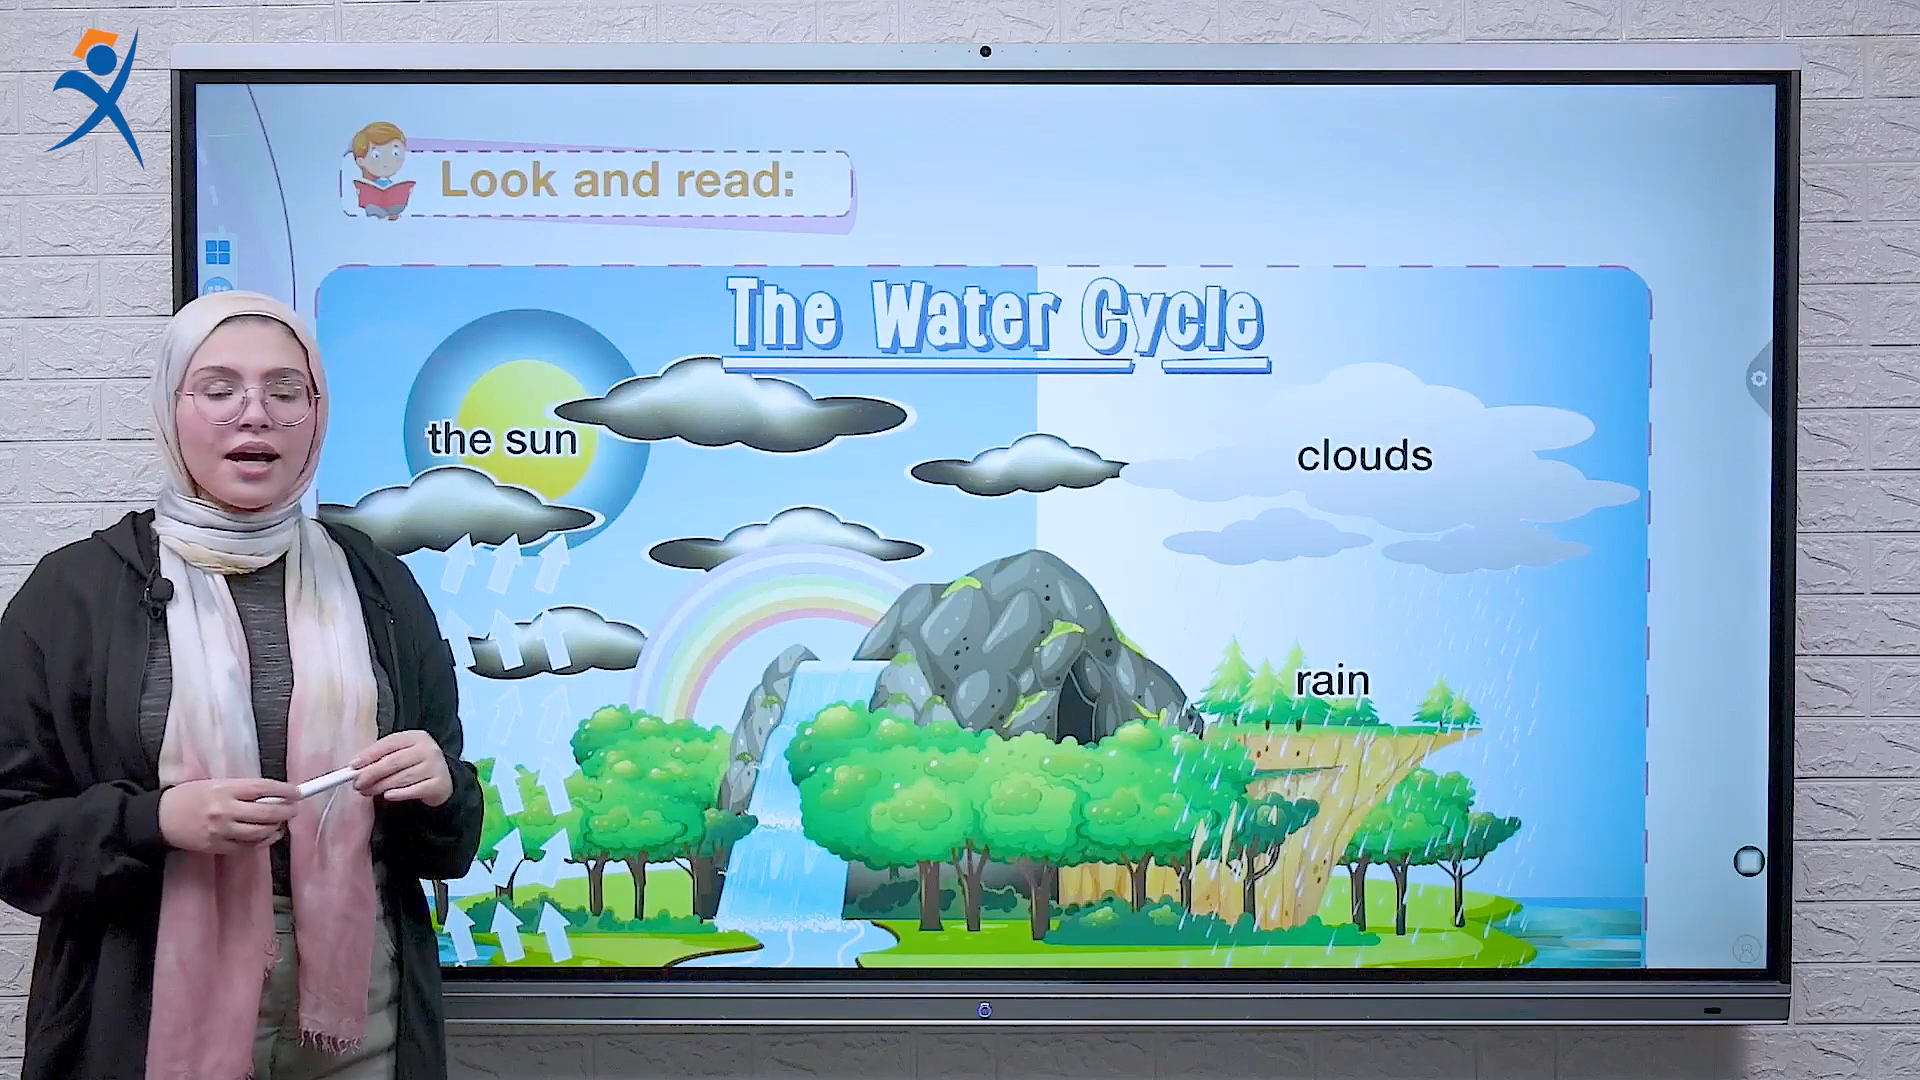 Look and read:
The Water Cycle
the sun
clouds
rain